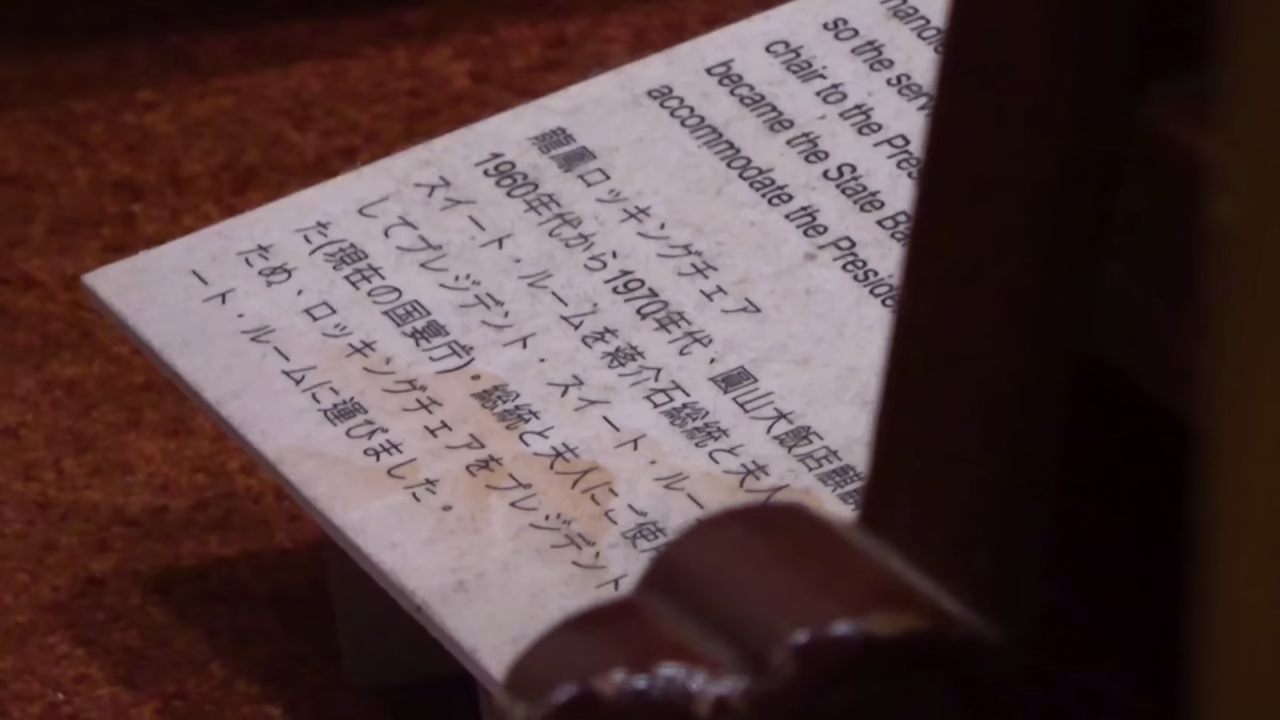 so the
chair to the
became the State
accommodate the
龍鳳ロッキングチェア
1960年代から1970年代、圓山大飯店麒麟
スイート・ルームを蒋介石総統と夫人
してプレジデント・スイート・ルー
た(現在の国宴庁)。総統と夫人にご使
ため、ロッキングチェアをプレジデント
ート・ルームに運びました。